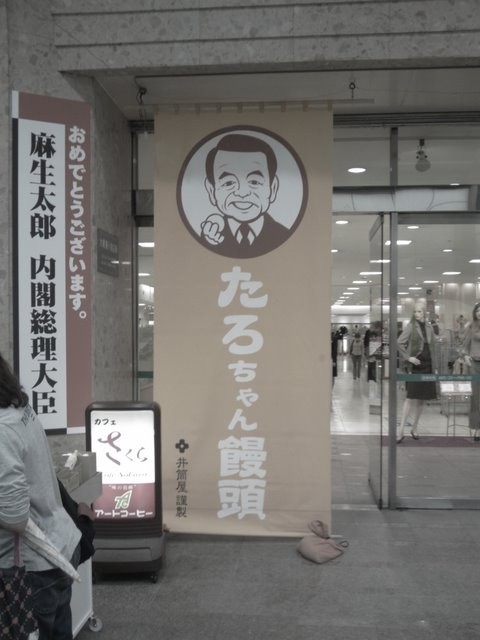 おめでとうございます。
麻生太郎 内閣総理大臣
たろちゃん饅頭
井筒屋謹製
カフェ
さくら
アートコーヒー